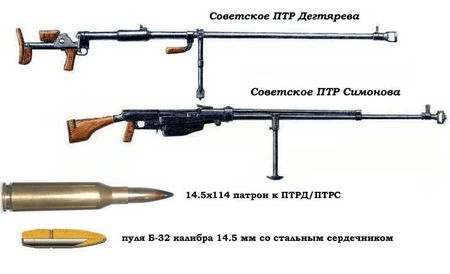 Советское ПТР Дегтярева
Советское ПТР Симонова
14.5х114 патрон к ПТРД/ПТРС
пуля Б-32 калибра 14.5 мм со стальным сердечником